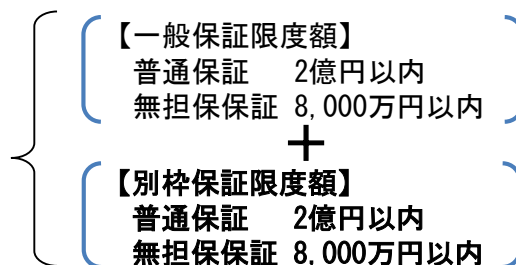 【一般保証限度額】
普通保証 2億円以内
無担保保証 8,000万円以内
＋
【別枠保証限度額】
普通保証 2億円以内
無担保保証 8,000万円以内